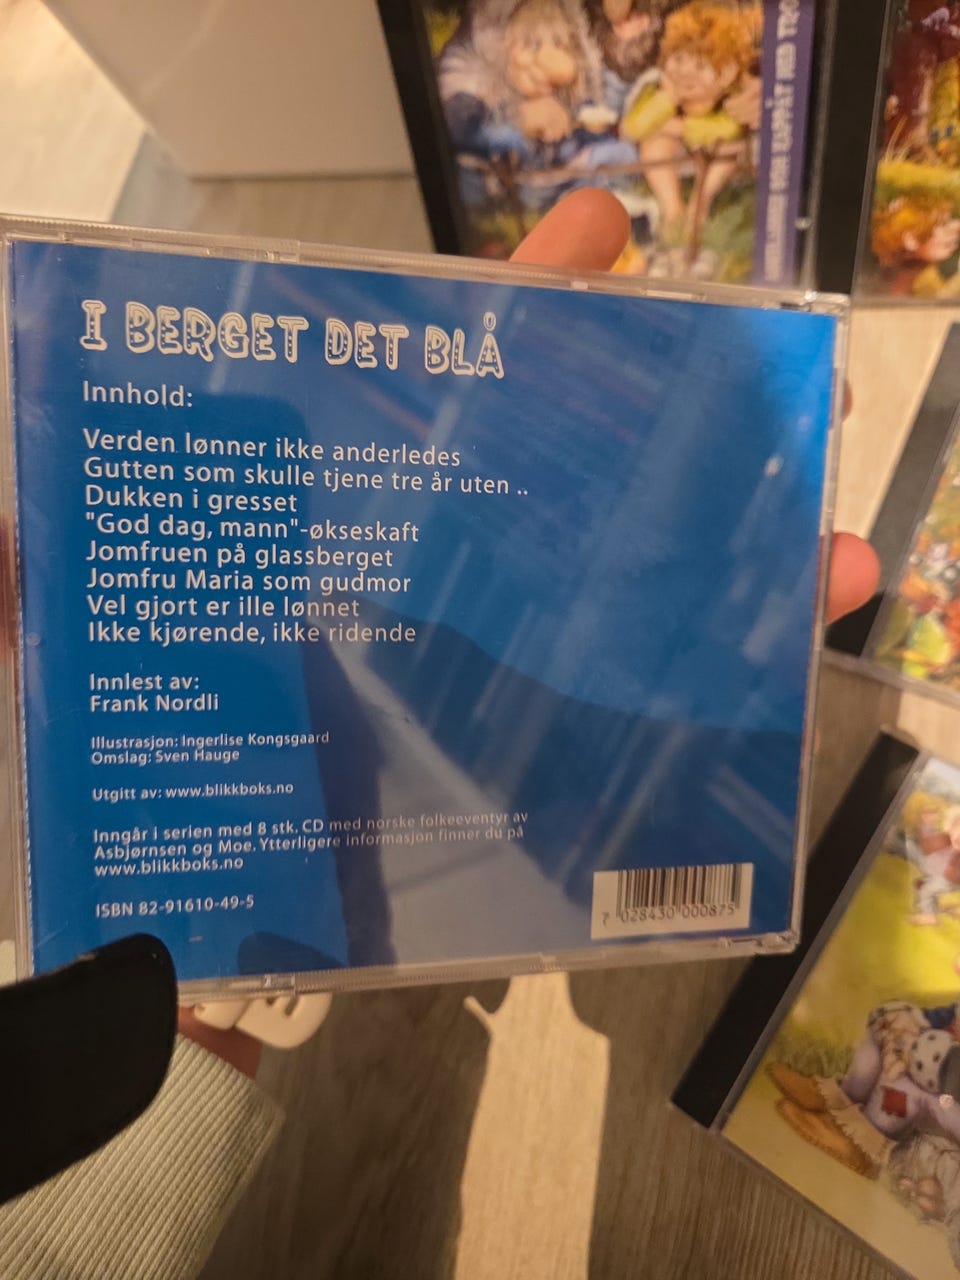 I BERGET DET BLÅ
Innhold:
Verden lønner ikke anderledes
Gutten som skulle tjene tre år uten ..
Dukken i gresset
"God dag, mann"-økseskaft
Jomfruen på glassberget
Jomfru Maria som gudmor
Vel gjort er ille lønnet
Ikke kjørende, ikke ridende
Innlest av:
Frank Nordli
Illustrasjon: Ingerlise Kongsgaard
Omslag: Sven Hauge
Utgitt av: www.blikkboks.no
Inngår i serien med 8 stk. CD med norske folkeeventyr av
Asbjørnsen og Moe. Ytterligere informasjon finner du på
www.blikkboks.no
ISBN 82-91610-49-5
7 028430 000875
SOM KAPPÅT MED TRO